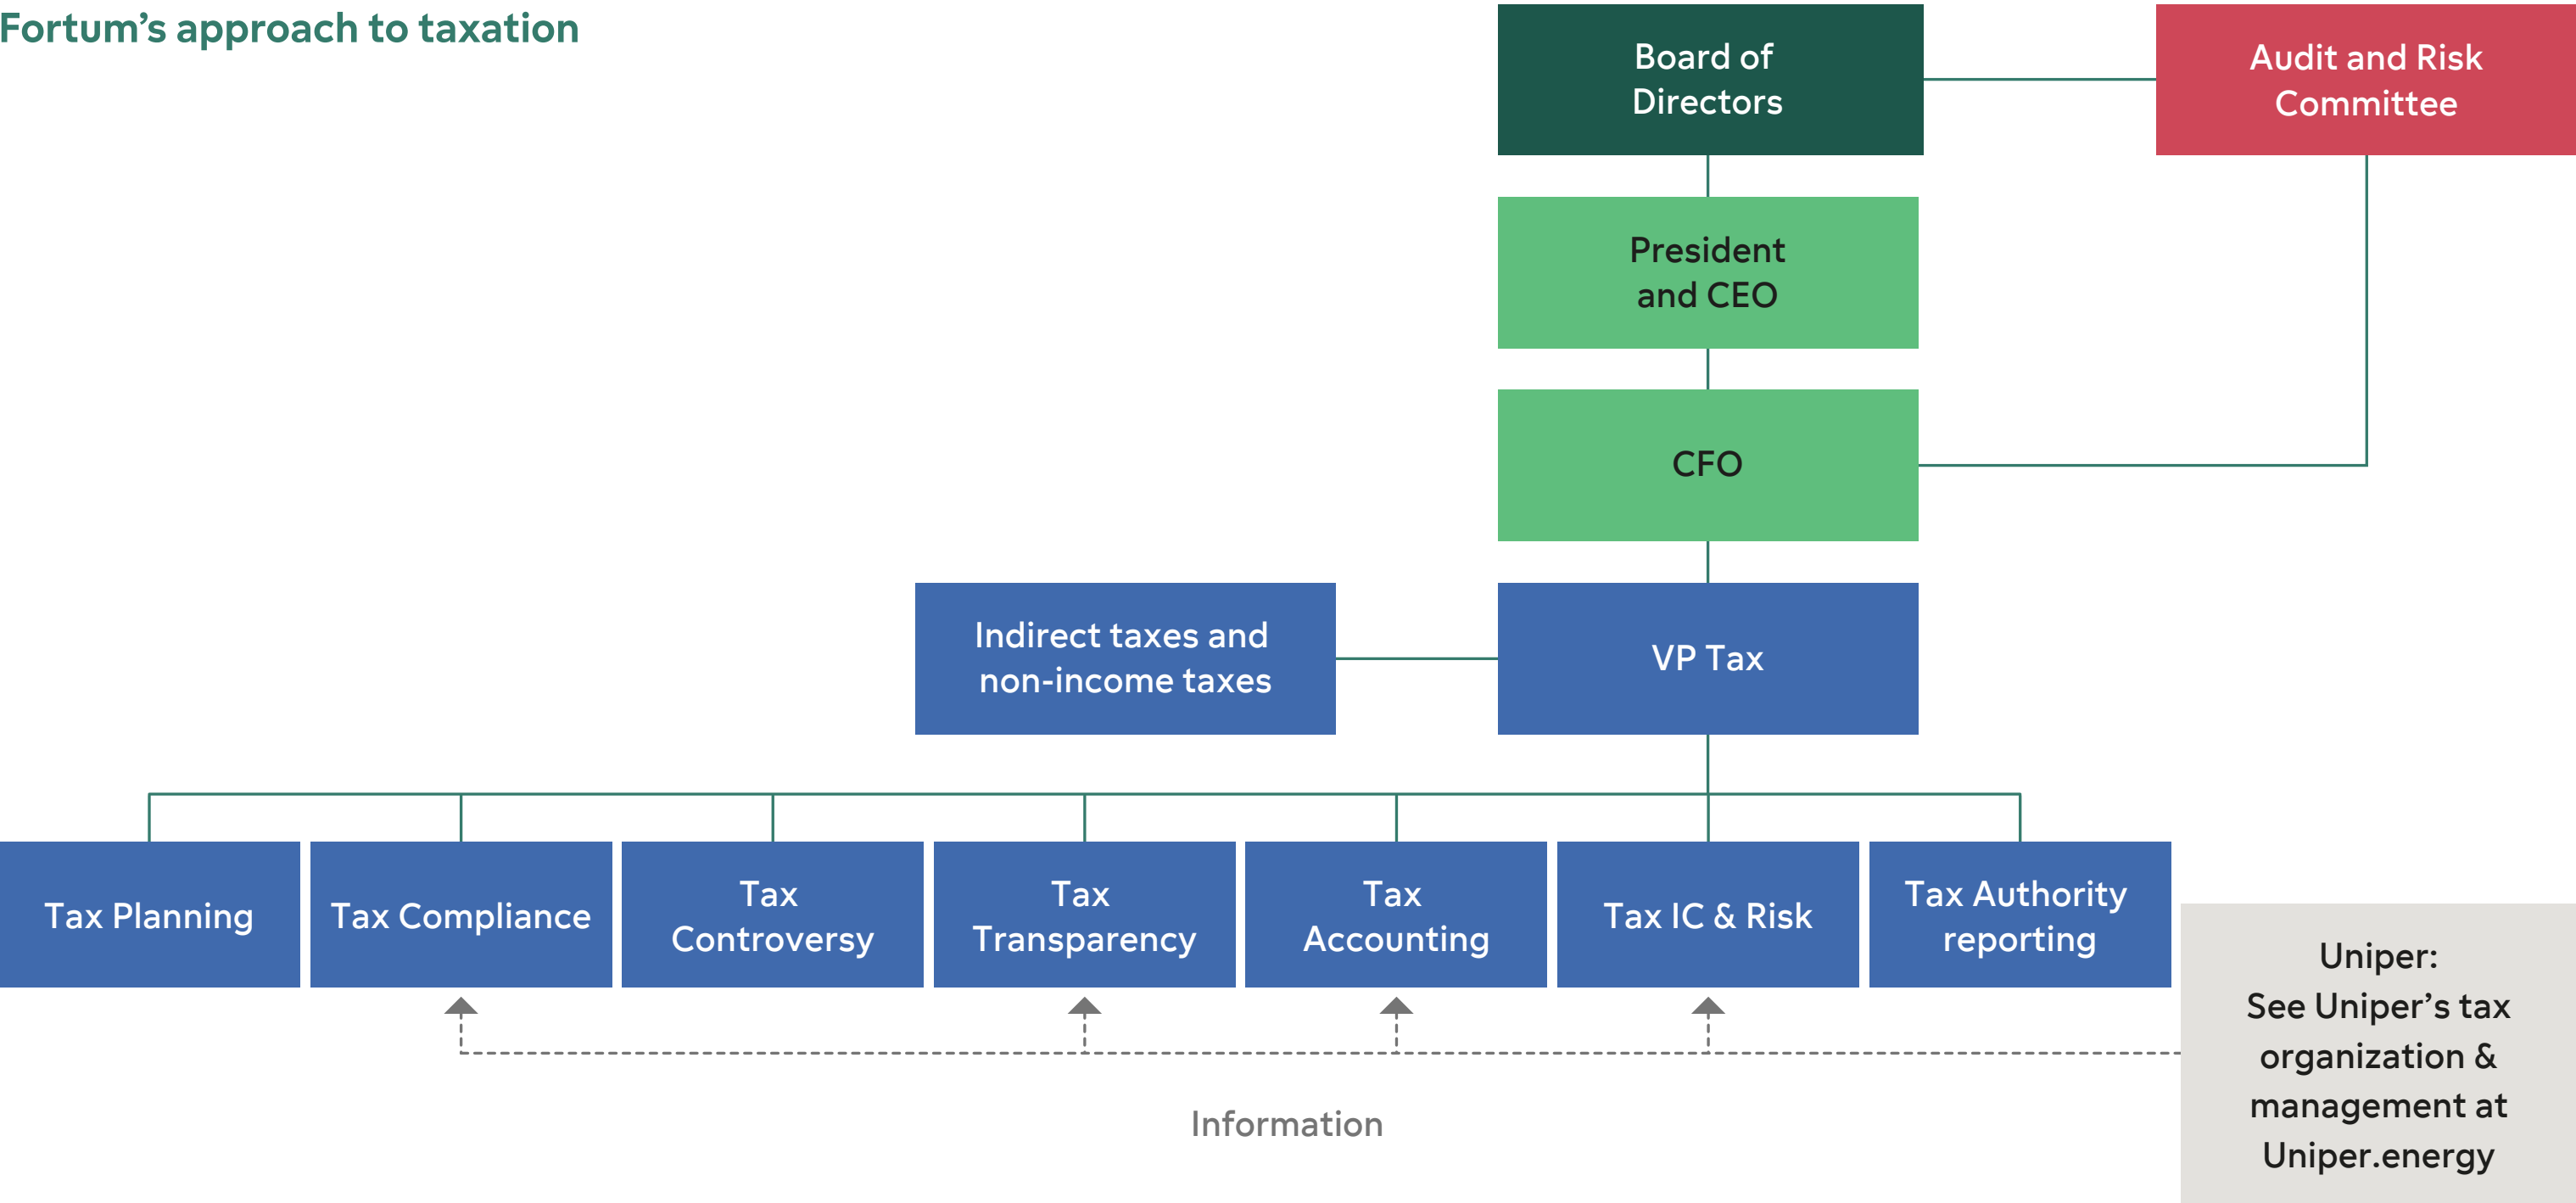 Fortum’s approach to taxation
Board of
Directors
Audit and Risk
Committee
President
and CEO
CFO
Indirect taxes and
non-income taxes
VP Tax
Tax Planning
Tax Compliance
Tax
Controversy
Tax
Transparency
Tax
Accounting
Tax IC & Risk
Tax Authority
reporting
Uniper:
See Uniper’s tax
organization &
management at
Uniper.energy
Information